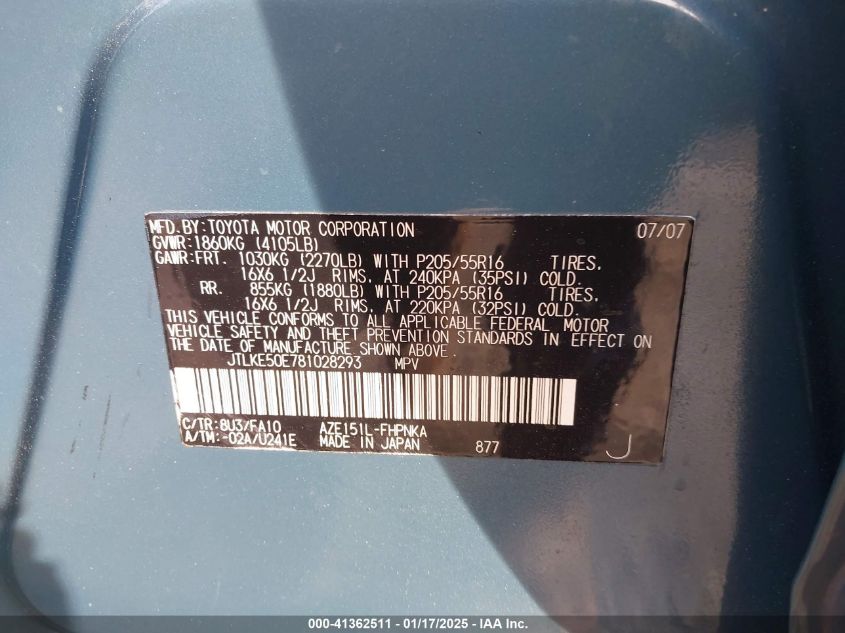 MFD.BY:TOYOTA MOTOR CORPORATION 07/07
GVWR:1860KG (4105LB)
GAWR:FRT. 1030KG (2270LB) WITH P205/55R16 TIRES,
16X6 1/2J RIMS, AT 240KPA (35PSI) COLD.
RR. 855KG (1880LB) WITH P205/55R16 TIRES,
16X6 1/2J RIMS, AT 220KPA (32PSI) COLD.
THIS VEHICLE CONFORMS TO ALL APPLICABLE FEDERAL MOTOR
VEHICLE SAFETY AND THEFT PREVENTION STANDARDS IN EFFECT ON
THE DATE OF MANUFACTURE SHOWN ABOVE.
JTLKE50E781028293 MPV
C/TR:8U3/FA10 AZE151L-FHPNKA
A/TM:-02A/U241E MADE IN JAPAN 877 J
000-41362511 - 01/17/2025 - IAA Inc.